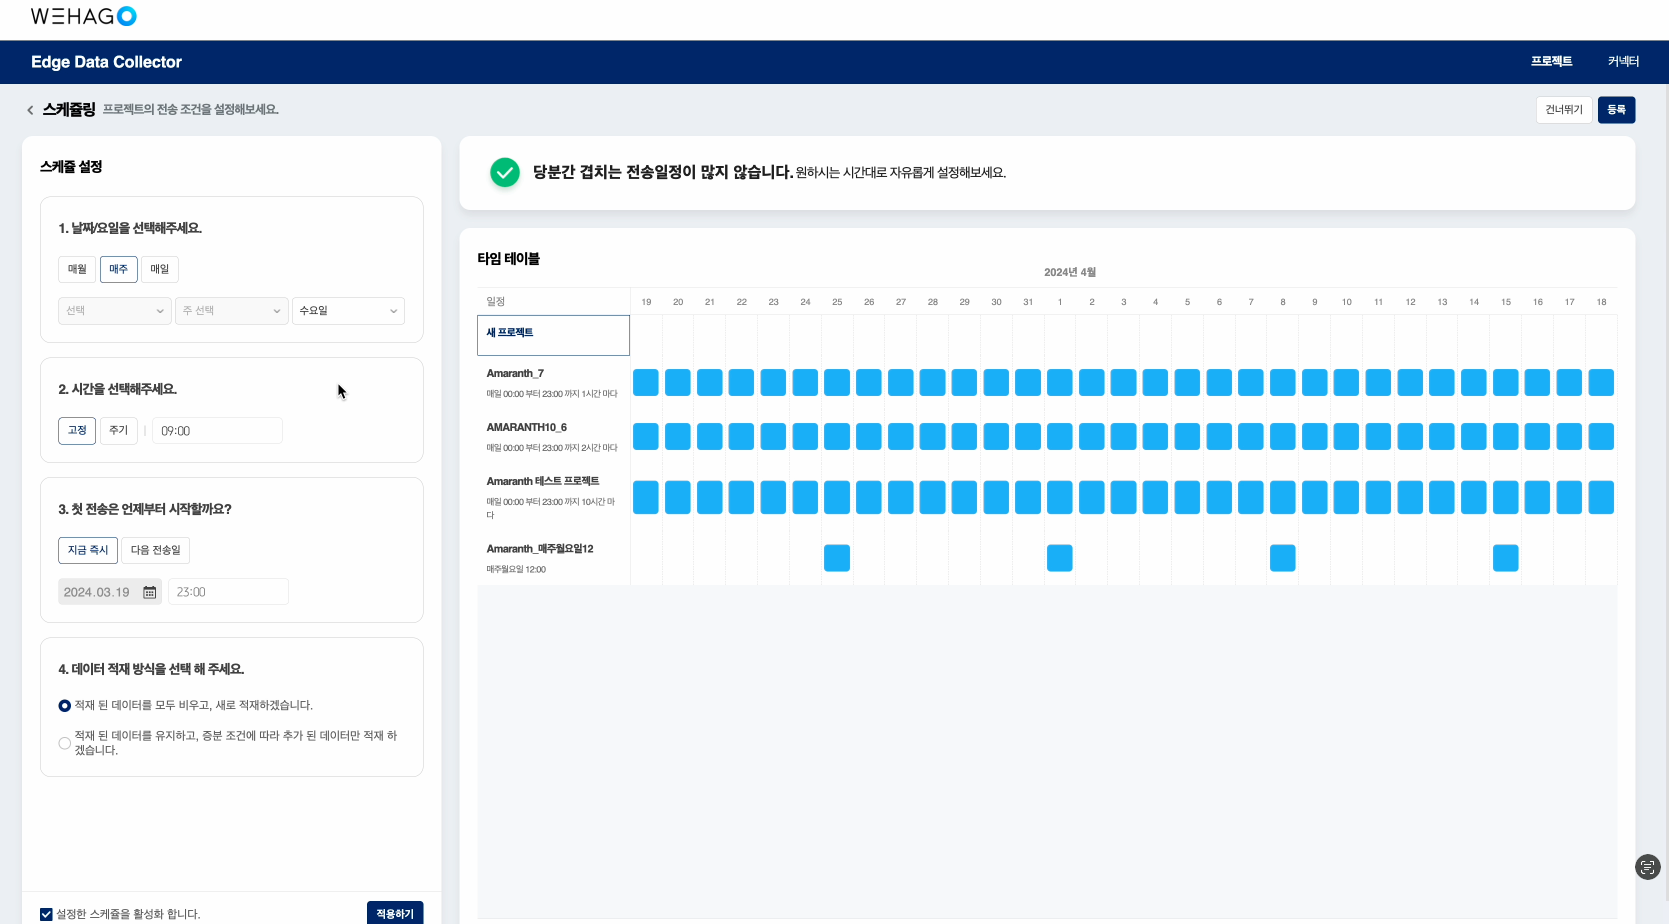 WEHAGO
Edge Data Collector
프로젝트
커넥터
스케쥴링 프로젝트의 전송 조건을 설정해보세요.
건너뛰기
등록
스케쥴 설정
1. 날짜/요일을 선택해주세요.
매월
매주
매일
선택
주 선택
수요일
2. 시간을 선택해주세요.
고정
주기
09:00
3. 첫 전송은 언제부터 시작할까요?
지금 즉시
다음 전송일
2024.03.19
23:00
4. 데이터 적재 방식을 선택 해 주세요.
적재 된 데이터를 모두 비우고, 새로 적재하겠습니다.
적재 된 데이터를 유지하고, 증분 조건에 따라 추가 된 데이터만 적재 하
겠습니다.
설정한 스케쥴을 활성화 합니다.
적용하기
당분간 겹치는 전송일정이 많지 않습니다. 원하시는 시간대로 자유롭게 설정해보세요.
타임 테이블
2024년 4월
일정 19 20 21 22 23 24 25 26 27 28 29 30 31 1 2 3 4 5 6 7 8 9 10 11 12 13 14 15 16 17 18
새 프로젝트
Amaranth_7
매일 00:00 부터 23:00 까지 1시간 마다
AMARANTH10_6
매일 00:00 부터 23:00 까지 2시간 마다
Amaranth 테스트 프로젝트
매일 00:00 부터 23:00 까지 10시간 마
다
Amaranth_매주월요일12
매주월요일 12:00